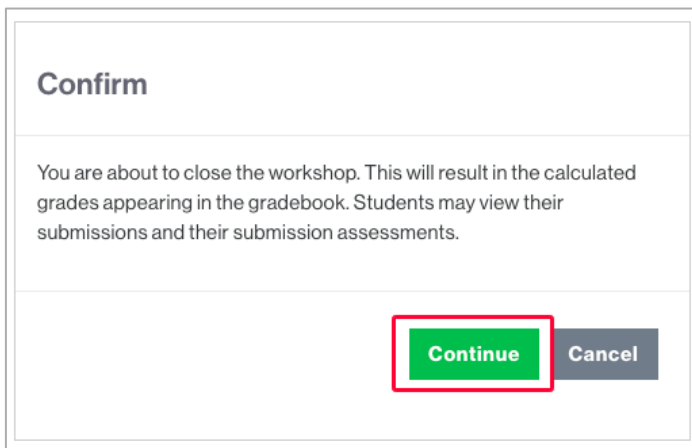 Confirm
You are about to close the workshop. This will result in the calculated
grades appearing in the gradebook. Students may view their
submissions and their submission assessments.
Continue Cancel